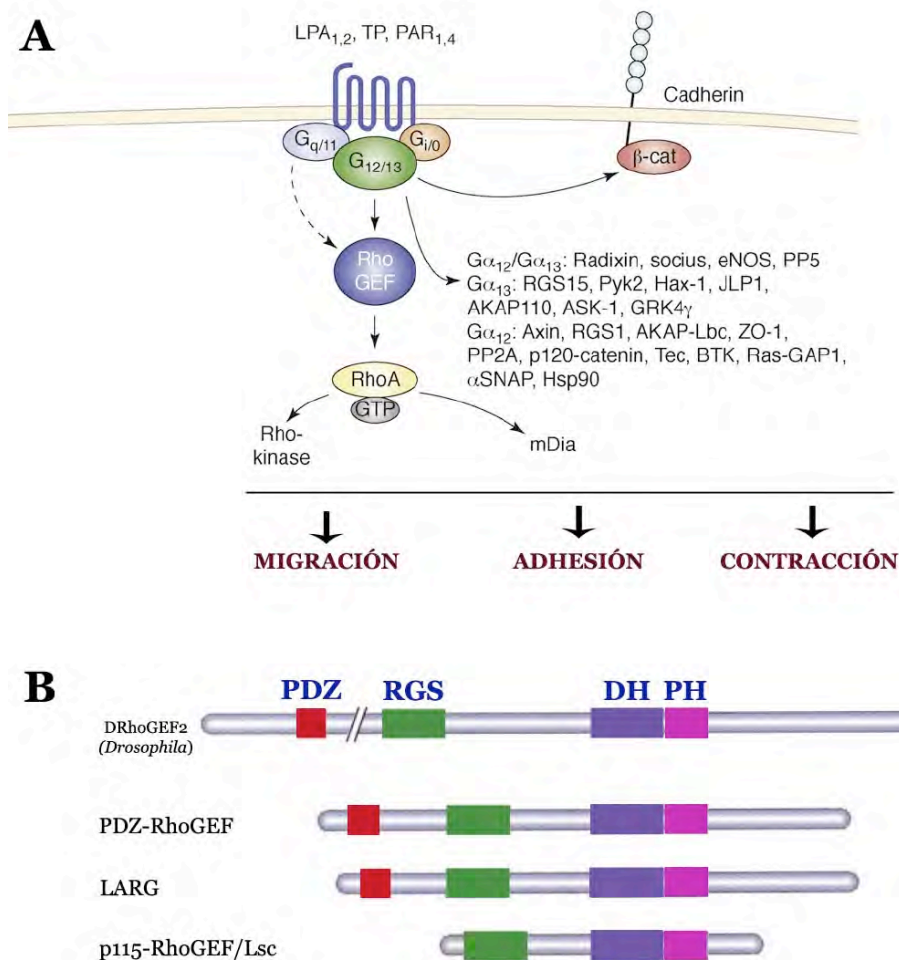 A
LPA1,2, TP, PAR1,4
Cadherin
Gq/11
Gi/0
G12/13
β-cat
Rho
GEF
Gα12/Gα13: Radixin, socius, eNOS, PP5
Gα13: RGS15, Pyk2, Hax-1, JLP1,
AKAP110, ASK-1, GRK4γ
Gα12: Axin, RGS1, AKAP-Lbc, ZO-1,
PP2A, p120-catenin, Tec, BTK, Ras-GAP1,
αSNAP, Hsp90
RhoA
GTP
Rho-
kinase
mDia
MIGRACIÓN ADHESIÓN CONTRACCIÓN
B
PDZ RGS DH PH
DRhoGEF2
(Drosophila)
PDZ-RhoGEF
LARG
p115-RhoGEF/Lsc